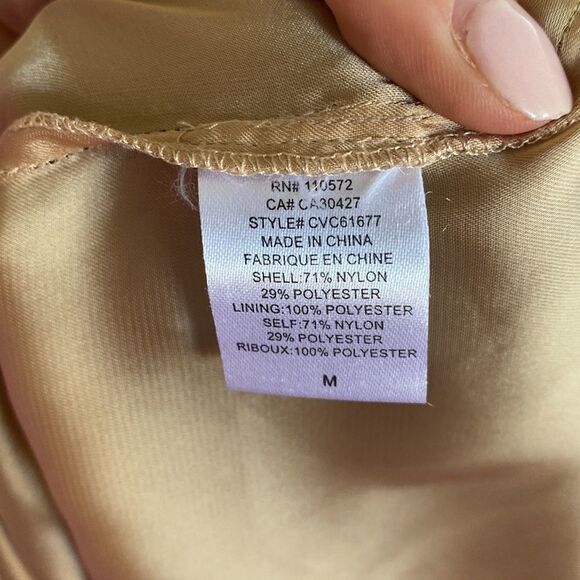 RN# 110572
CA# CA30427
STYLE# CVC61677
MADE IN CHINA
FABRIQUE EN CHINE
SHELL:71% NYLON
29% POLYESTER
LINING:100% POLYESTER
SELF:71% NYLON
29% POLYESTER
RIBOUX:100% POLYESTER
M